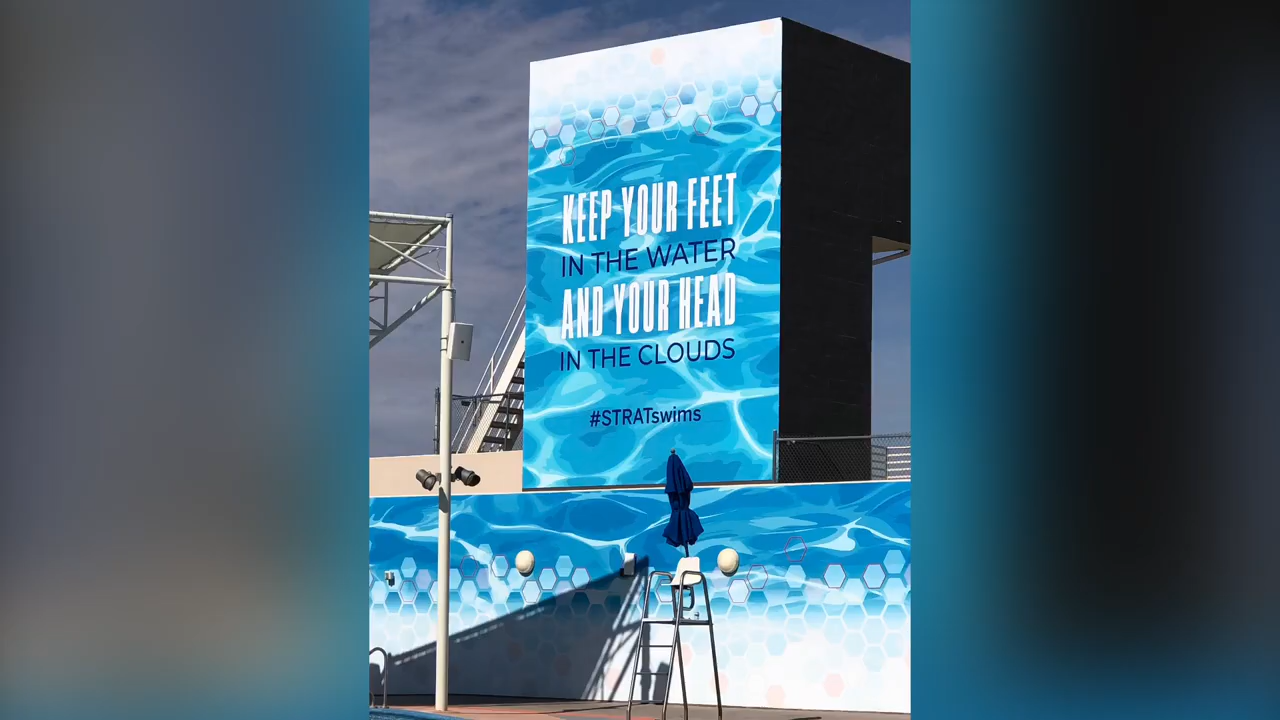 KEEP YOUR FEET
IN THE WATER
AND YOUR HEAD
IN THE CLOUDS
#STRATswims